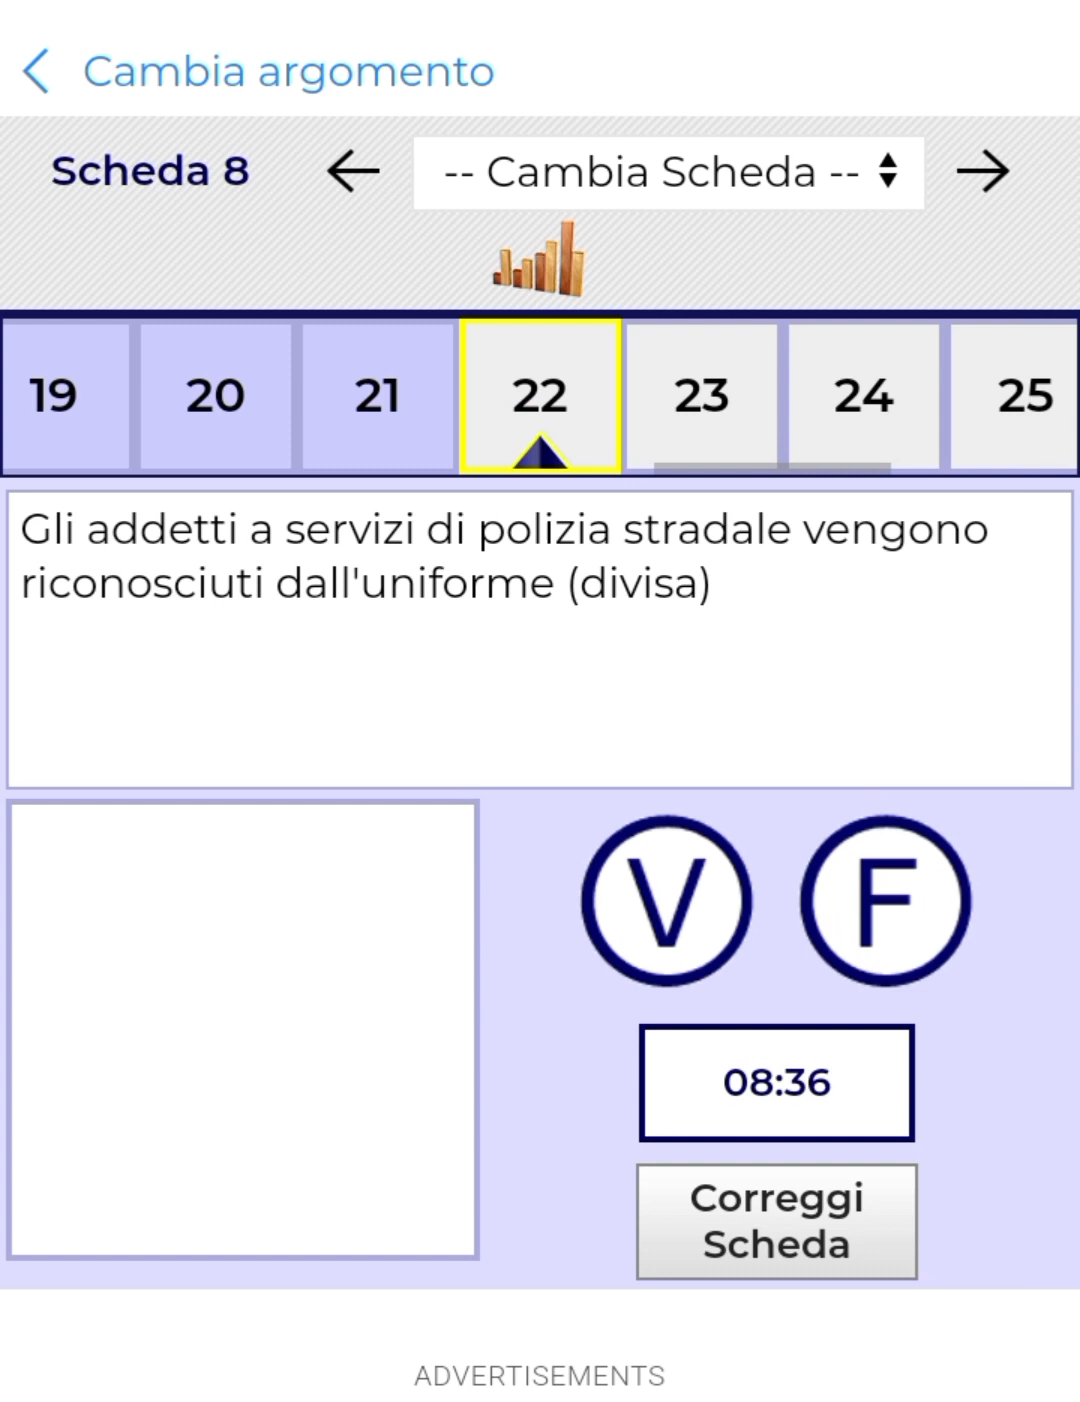 Cambia argomento
Scheda 8
-- Cambia Scheda --
19 20 21 22 23 24 25
Gli addetti a servizi di polizia stradale vengono
riconosciuti dall'uniforme (divisa)
V F
08:36
Correggi
Scheda
ADVERTISEMENTS